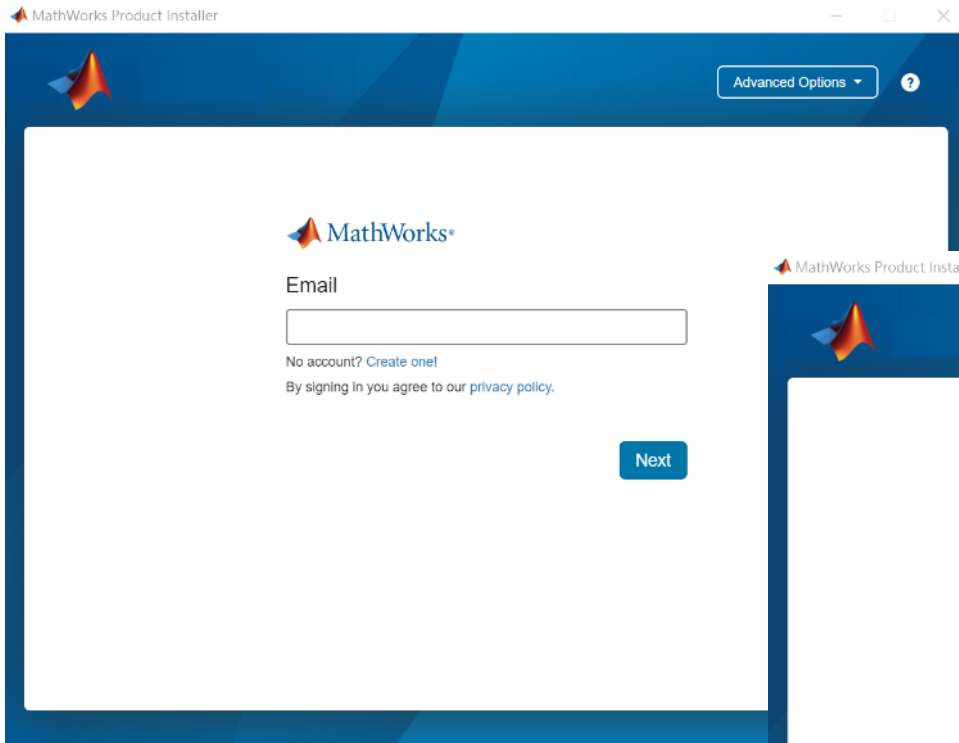 MathWorks Product Installer
Advanced Options
?
MathWorks®
Email
No account? Create one!
By signing in you agree to our privacy policy.
Next
MathWorks Product Insta